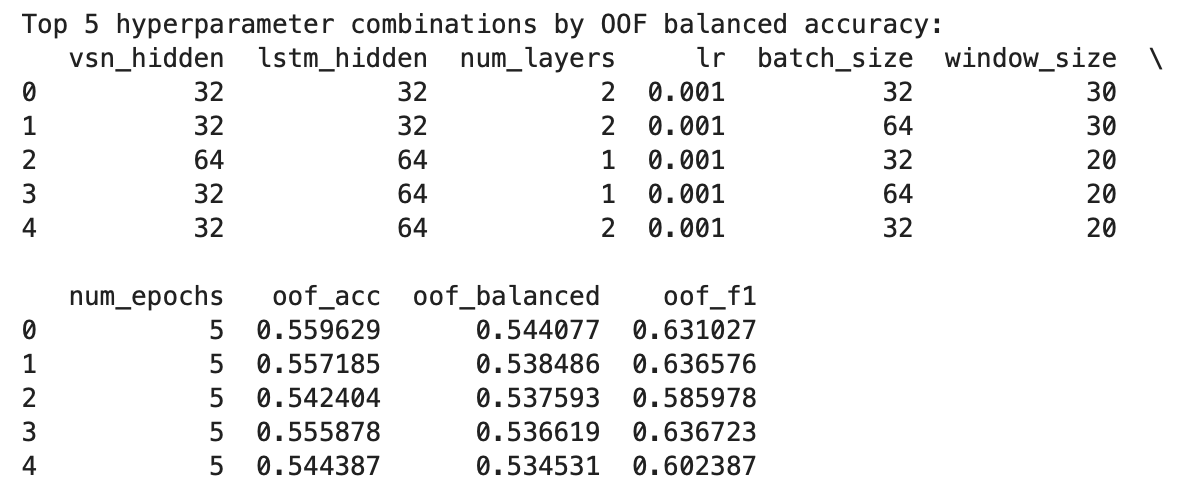 Top 5 hyperparameter combinations by OOF balanced accuracy:
   vsn_hidden  lstm_hidden  num_layers     lr  batch_size  window_size  \
0          32           32           2  0.001          32           30
1          32           32           2  0.001          64           30
2          64           64           1  0.001          32           20
3          32           64           1  0.001          64           20
4          32           64           2  0.001          32           20

   num_epochs   oof_acc  oof_balanced    oof_f1
0           5  0.559629      0.544077  0.631027
1           5  0.557185      0.538486  0.636576
2           5  0.542404      0.537593  0.585978
3           5  0.555878      0.536619  0.636723
4           5  0.544387      0.534531  0.602387